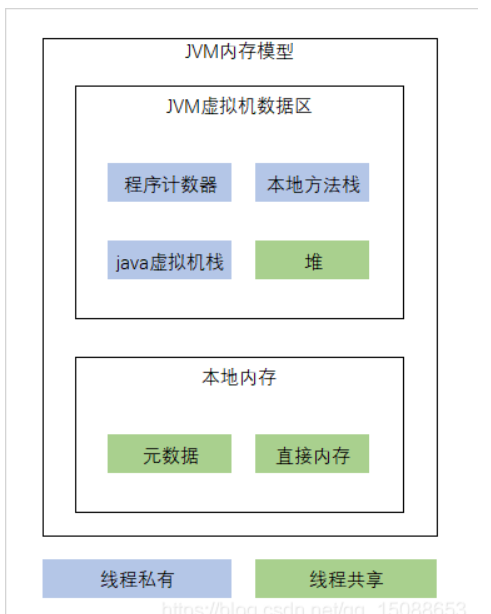 JVM内存模型
JVM虚拟机数据区
程序计数器
本地方法栈
java虚拟机栈
堆
本地内存
元数据
直接内存
线程私有
线程共享
https://blog.csdn.net/qq_15088653